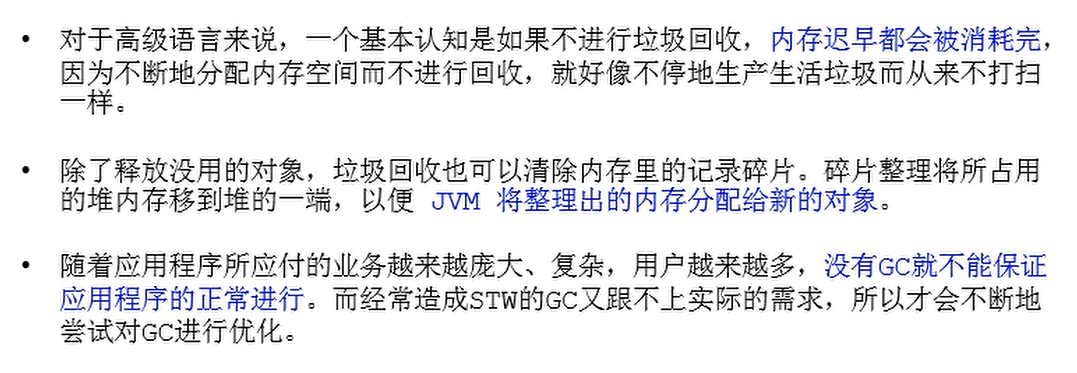 • 对于高级语言来说，一个基本认知是如果不进行垃圾回收，内存迟早都会被消耗完，
因为不断地分配内存空间而不进行回收，就好像不停地生产生活垃圾而从来不打扫
一样。
• 除了释放没用的对象，垃圾回收也可以清除内存里的记录碎片。碎片整理将所占用
的堆内存移到堆的一端，以便 JVM 将整理出的内存分配给新的对象。
• 随着应用程序所应付的业务越来越庞大、复杂，用户越来越多，没有GC就不能保证
应用程序的正常进行。而经常造成STW的GC又跟不上实际的需求，所以才会不断地
尝试对GC进行优化。